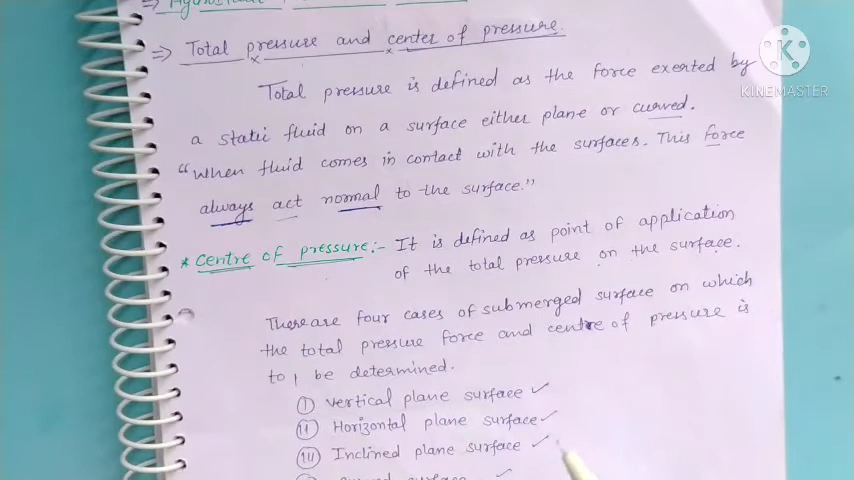 ⇒ Total pressure and center of pressure.
K
KINEMASTER
Total pressure is defined as the force exerted by
a static fluid on a surface either plane or curved.
"When fluid comes in contact with the surfaces. This force
always act normal to the surface."
* Centre of pressure:- It is defined as point of application
of the total pressure on the surface.
There are four cases of submerged surface on which
the total pressure force and centre of pressure is
to, be determined.
(I) Vertical plane surface ✓
(II) Horizontal plane surface ✓
(III) Inclined plane surface ✓